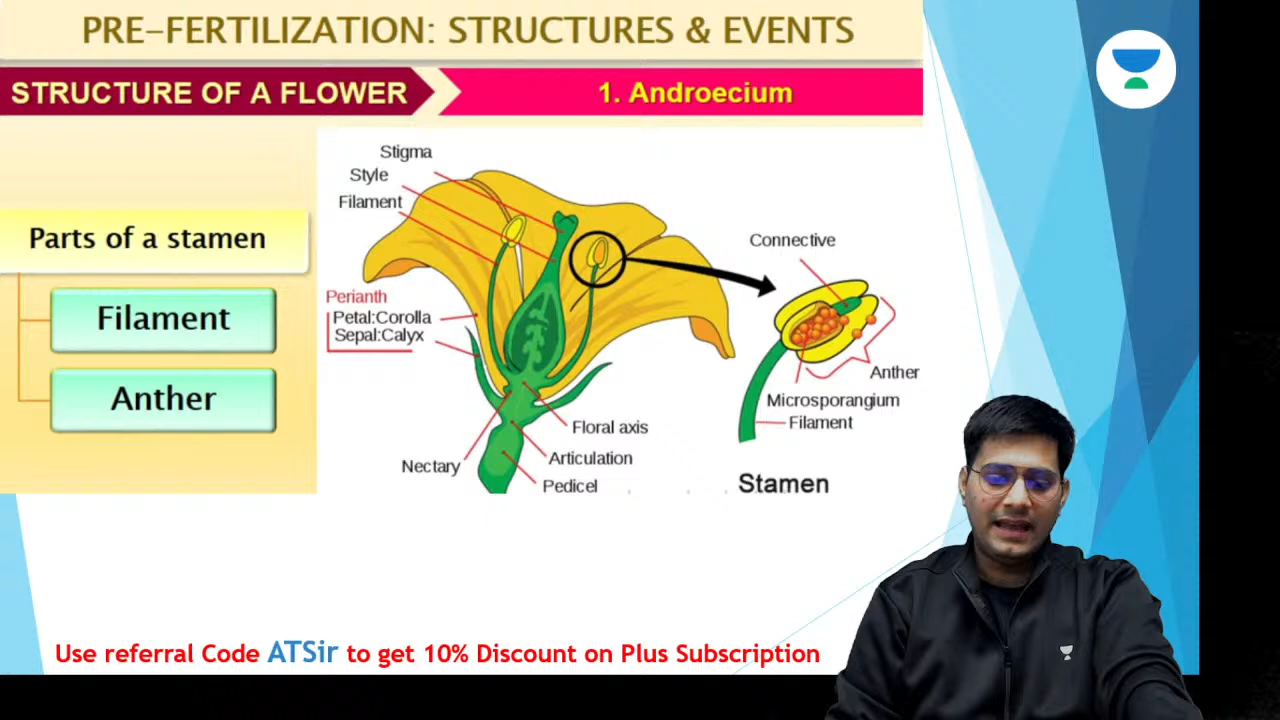 PRE-FERTILIZATION: STRUCTURES & EVENTS
STRUCTURE OF A FLOWER
1. Androecium
Parts of a stamen
Filament
Anther
Stigma
Style
Filament
Perianth
Petal:Corolla
Sepal:Calyx
Nectary
Floral axis
Articulation
Pedicel
Connective
Anther
Microsporangium
Filament
Stamen
Use referral Code ATSir to get 10% Discount on Plus Subscription